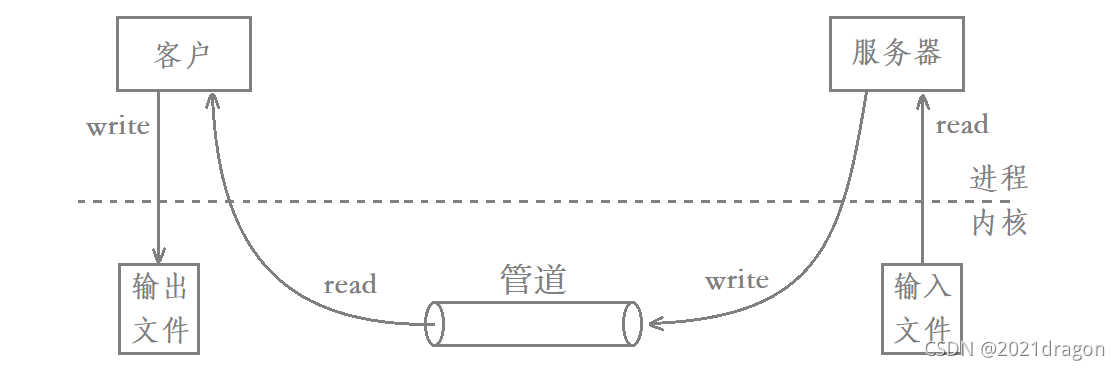 客户
服务器
write
read
进程
内核
输出
文件
read
管道
write
输入
文件
CSDN @2021dragon